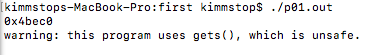 kimmstops-MacBook-Pro:first kimmstop$ ./p01.out
0x4bec0
warning: this program uses gets(), which is unsafe.